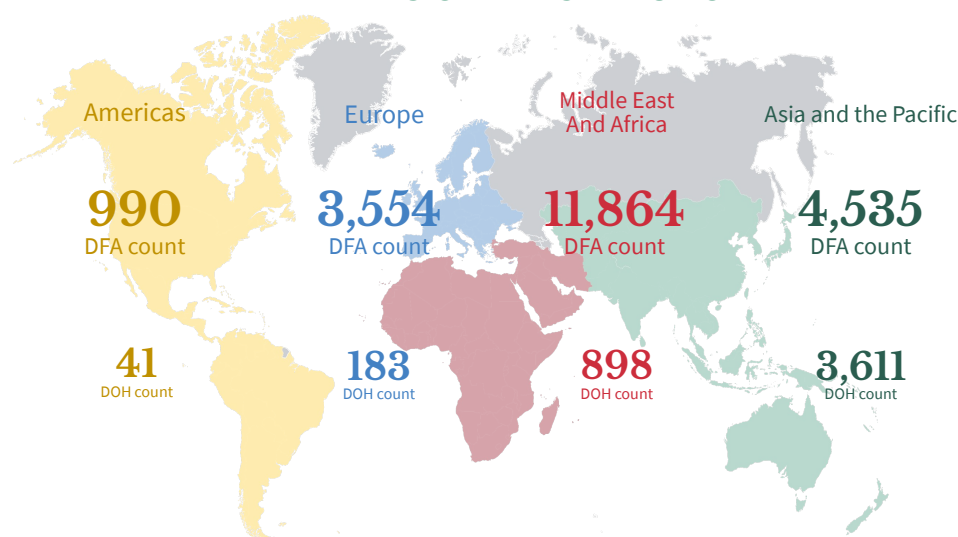 Americas
990
DFA count
41
DOH count
Europe
3,554
DFA count
183
DOH count
Middle East
And Africa
11,864
DFA count
898
DOH count
Asia and the Pacific
4,535
DFA count
3,611
DOH count